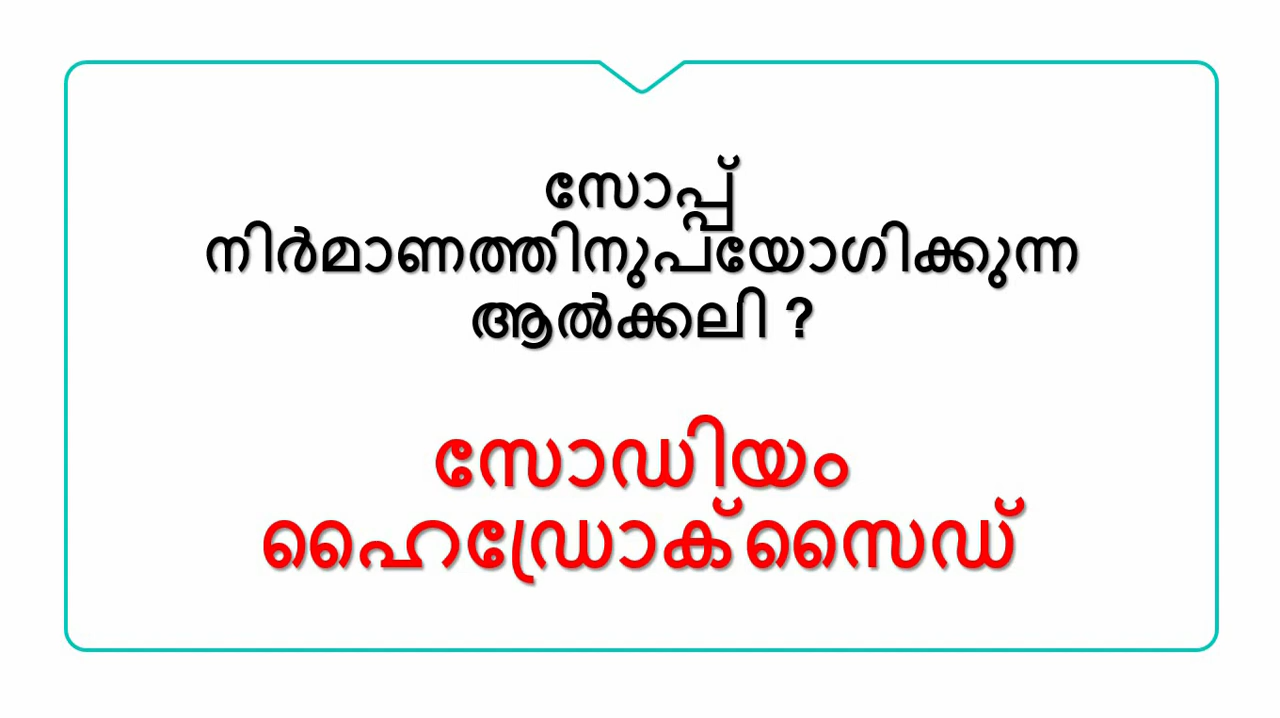 സോപ്പ്
നിർമാണത്തിനുപയോഗിക്കുന്ന
ആൽക്കലി ?
സോഡിയം
ഹൈഡ്രോക്സൈഡ്